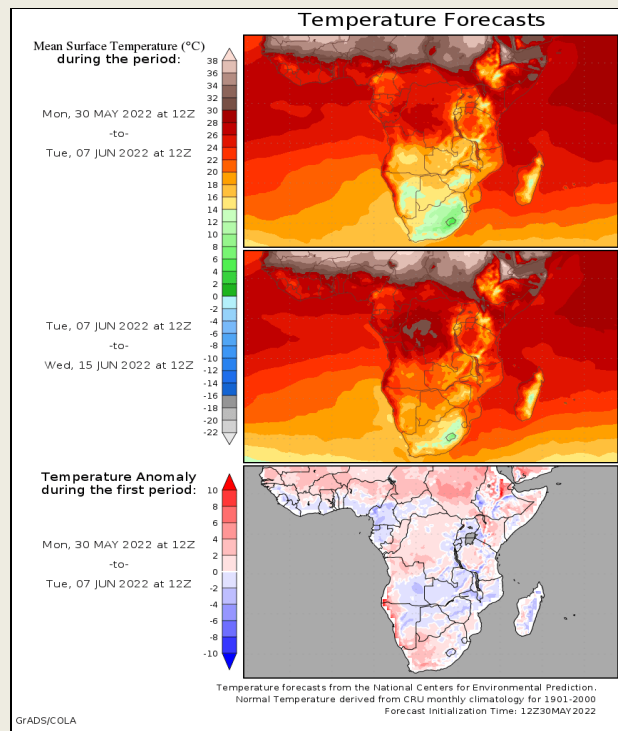 Temperature Forecasts
Mean Surface Temperature (°C)
during the period:
38
36
34
32
30
28
26
24
22
20
18
16
14
12
10
8
6
4
2
0
-2
-4
-6
-8
-10
-12
-14
-16
-18
-20
-22
Mon, 30 MAY 2022 at 12Z
-to-
Tue, 07 JUN 2022 at 12Z
Tue, 07 JUN 2022 at 12Z
-to-
Wed, 15 JUN 2022 at 12Z
Temperature Anomaly
during the first period:
10
8
6
4
2
0
-2
-4
-6
-8
-10
Mon, 30 MAY 2022 at 12Z
-to-
Tue, 07 JUN 2022 at 12Z
Temperature forecasts from the National Centers for Environmental Prediction.
Normal Temperature derived from CRU monthly climatology for 1901-2000
Forecast Initialization Time: 12Z30MAY2022
GrADS/COLA